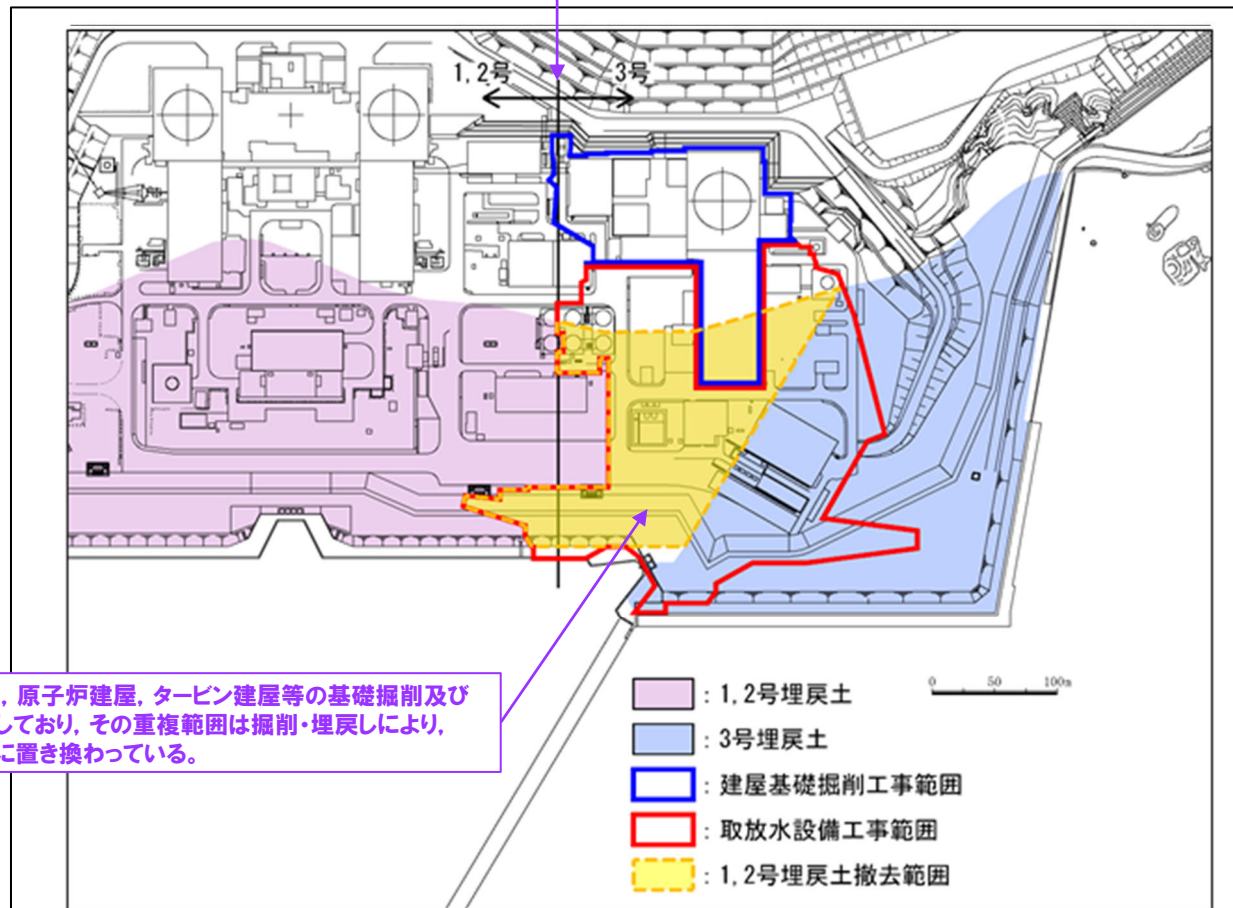 1,2号 3号
, 原子炉建屋, タービン建屋等の基礎掘削及び
しており, その重複範囲は掘削・埋戻しにより,
に置き換わっている。
: 1,2号埋戻土
0 50 100m
: 3号埋戻土
: 建屋基礎掘削工事範囲
: 取放水設備工事範囲
: 1,2号埋戻土撤去範囲